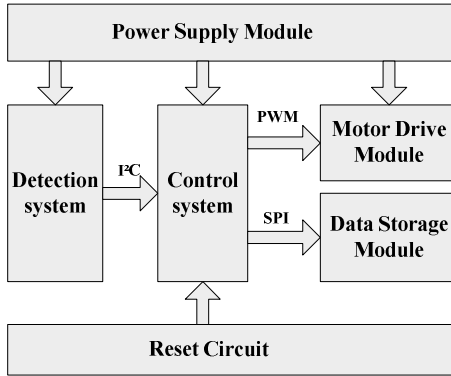 Power Supply Module
Detection
system
I²C
Control
system
PWM
Motor Drive
Module
SPI
Data Storage
Module
Reset Circuit